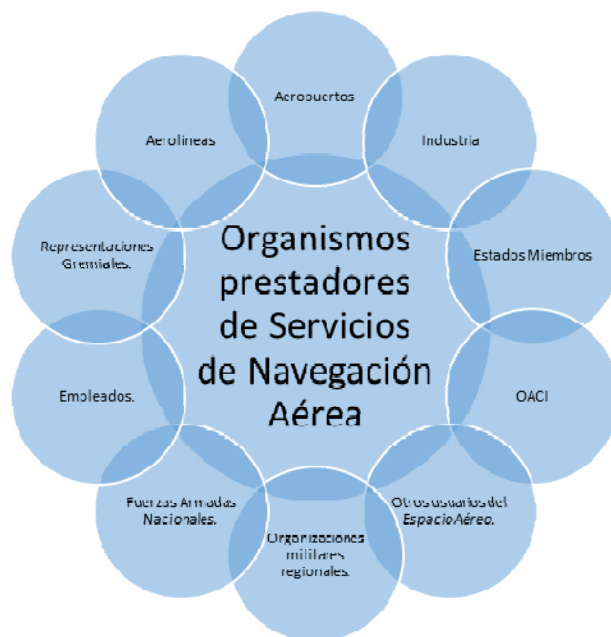 Aeropuertos
Industria
Estados Miembros
OACI
Otros usuarios del
Espacio Aéreo.
Organizaciones
militares
regionales.
Fuerzas Armadas
Nacionales.
Empleados.
Representaciones
Gremiales.
Aerolíneas
Organismos
prestadores
de Servicios
de Navegación
Aérea